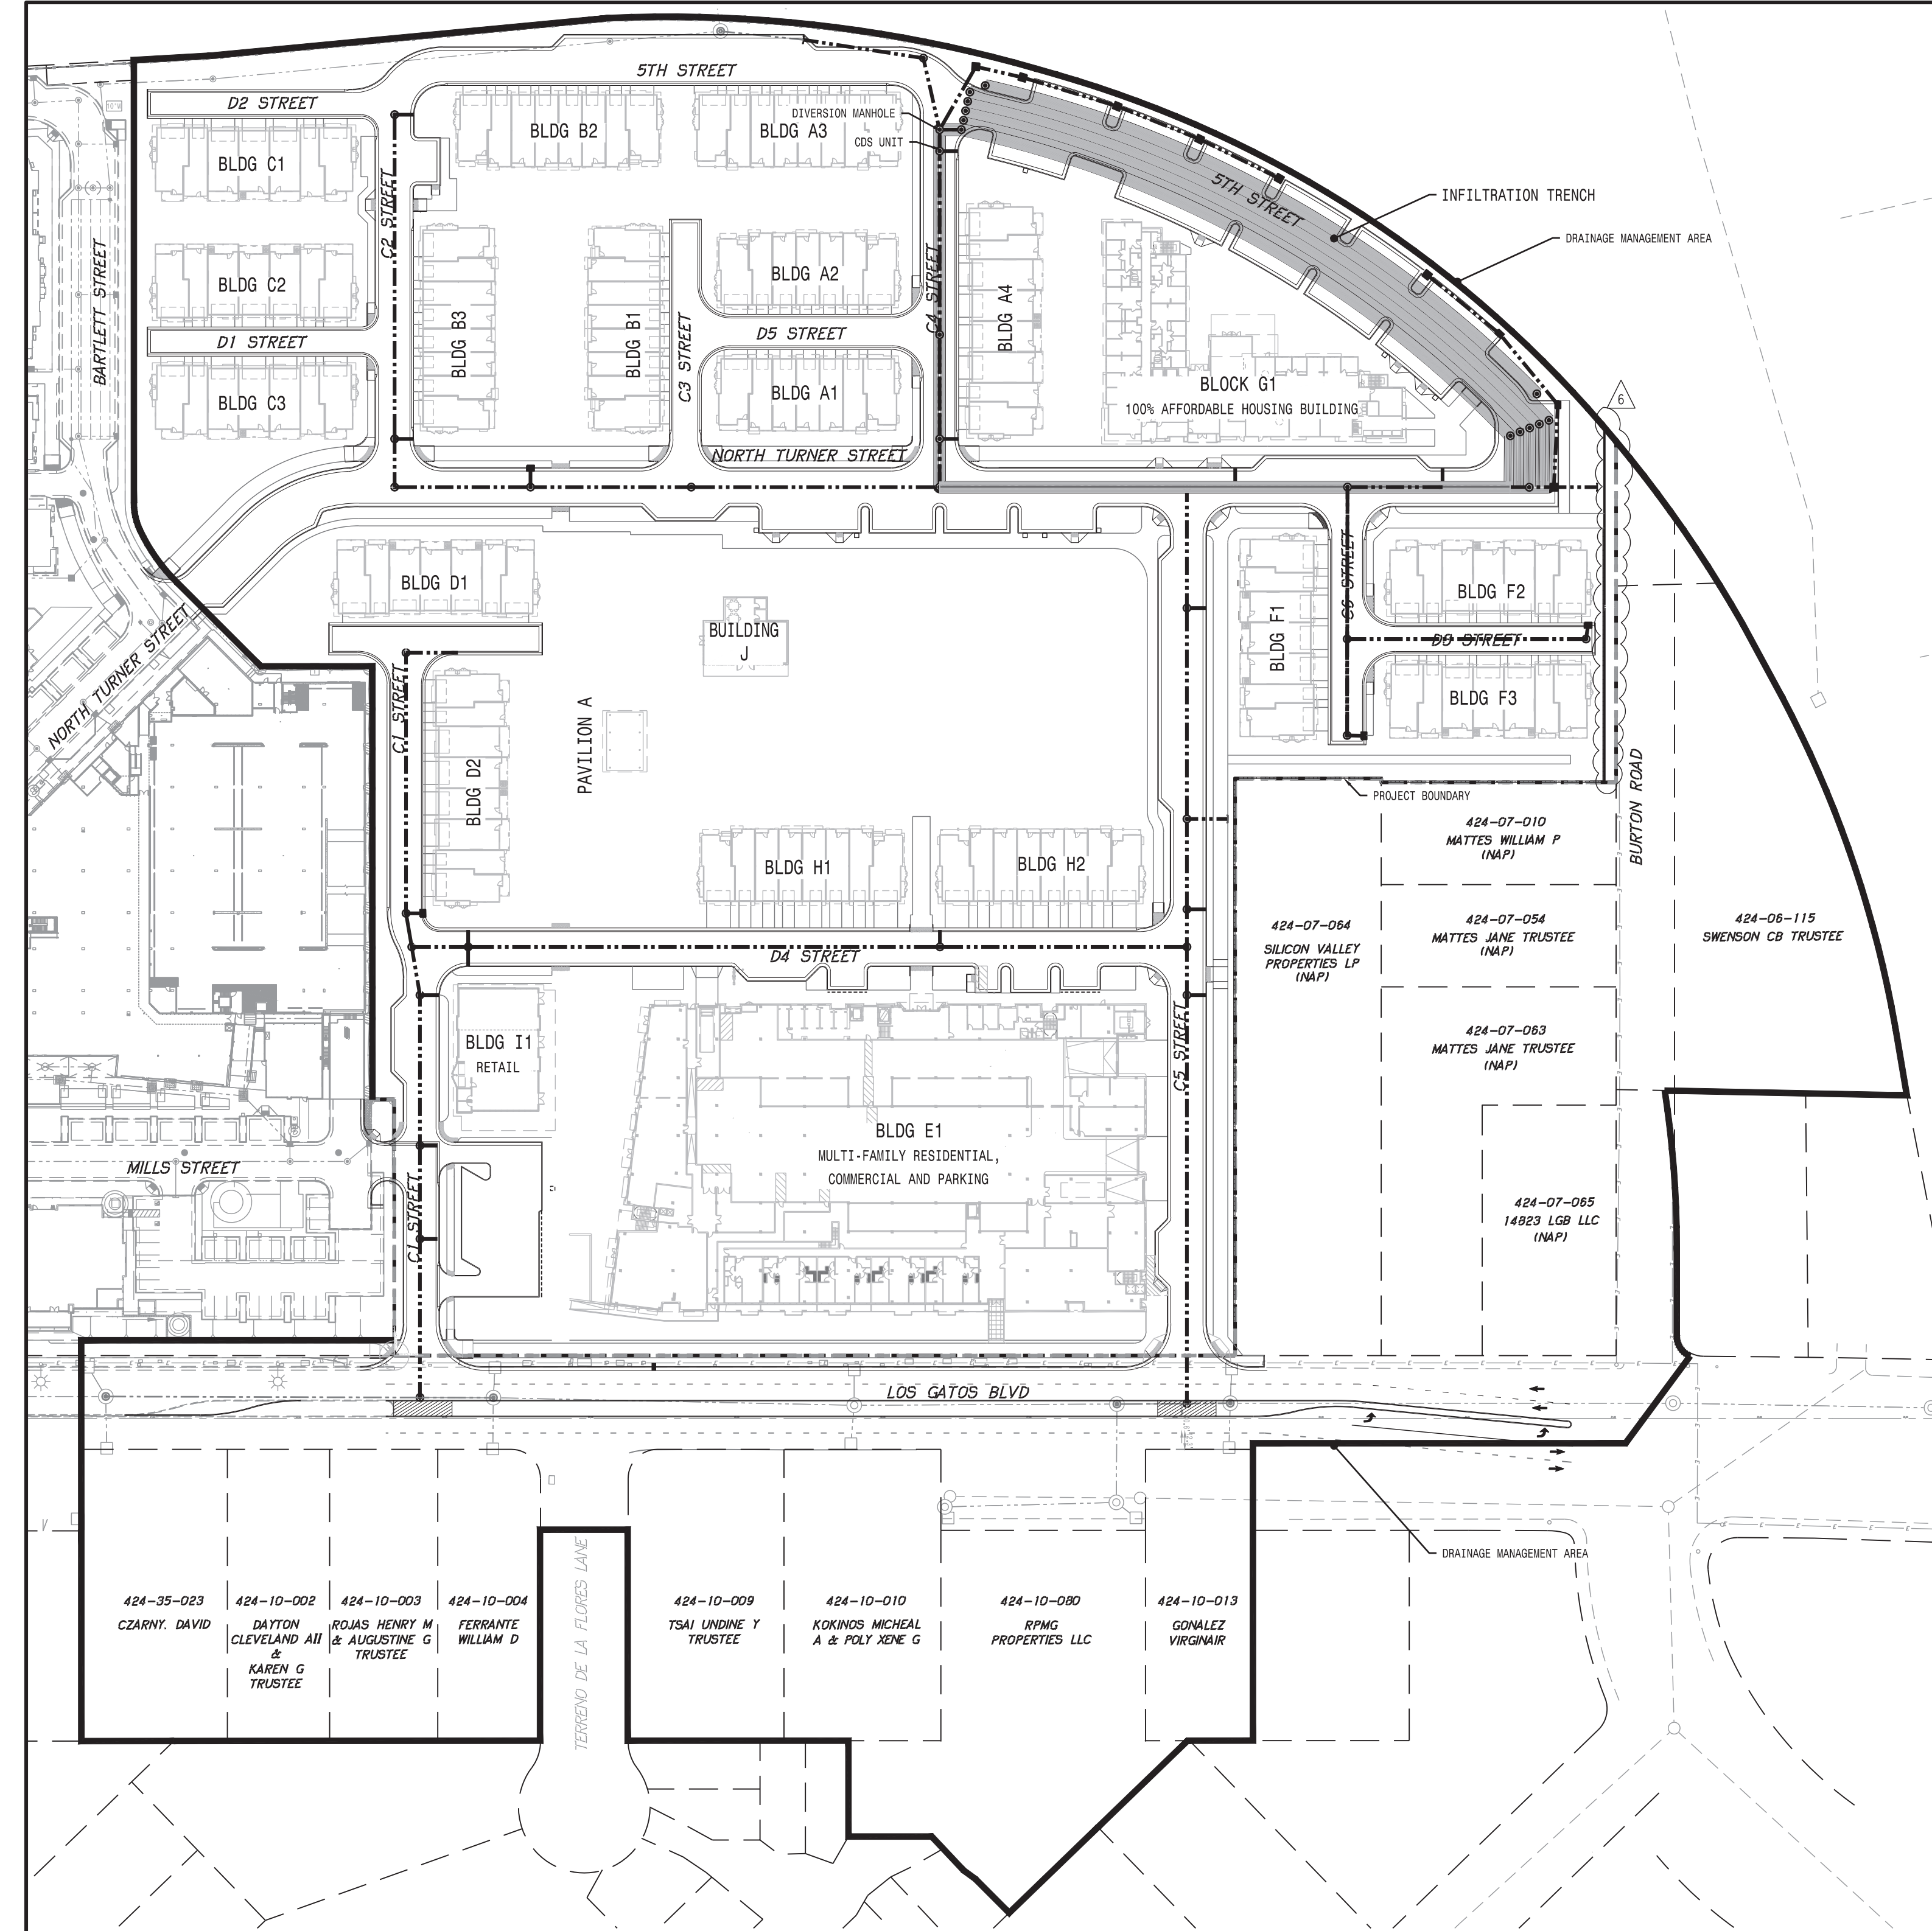 5TH STREET
D2 STREET
DIVERSION MANHOLE
BLDG B2
BLDG A3
CDS UNIT
BLDG C1
5TH STREET
INFILTRATION TRENCH
C2 STREET
DRAINAGE MANAGEMENT AREA
BARTLETT STREET
BLDG C2
BLDG A2
C4 STREET
BLDG A4
BLDG B3
BLDG B1
C3 STREET
D5 STREET
D1 STREET
BLOCK G1
100% AFFORDABLE HOUSING BUILDING
BLDG C3
BLDG A1
6
NORTH TURNER STREET
BLDG D1
C6 STREET
BLDG F2
BUILDING
J
BLDG F1
D9 STREET
NORTH TURNER STREET
C1 STREET
BLDG F3
PAVILION A
BLDG D2
PROJECT BOUNDARY
BURTON ROAD
424-07-010
MATTES WILLIAM P
(NAP)
BLDG H1
BLDG H2
424-07-064
SILICON VALLEY
PROPERTIES LP
(NAP)
424-07-054
MATTES JANE TRUSTEE
(NAP)
424-06-115
SWENSON CB TRUSTEE
D4 STREET
BLDG I1
RETAIL
C5 STREET
424-07-063
MATTES JANE TRUSTEE
(NAP)
BLDG E1
MULTI-FAMILY RESIDENTIAL,
COMMERCIAL AND PARKING
MILLS STREET
C1 STREET
424-07-065
14823 LGB LLC
(NAP)
LOS GATOS BLVD
DRAINAGE MANAGEMENT AREA
TERRENO DE LA FLORES LANE
424-35-023
CZARNY. DAVID
424-10-002
DAYTON
CLEVELAND AII
&
KAREN G
TRUSTEE
424-10-003
ROJAS HENRY M
& AUGUSTINE G
TRUSTEE
424-10-004
FERRANTE
WILLIAM D
424-10-009
TSAI UNDINE Y
TRUSTEE
424-10-010
KOKINOS MICHEAL
A & POLY XENE G
424-10-080
RPMG
PROPERTIES LLC
424-10-013
GONALEZ
VIRGINAIR